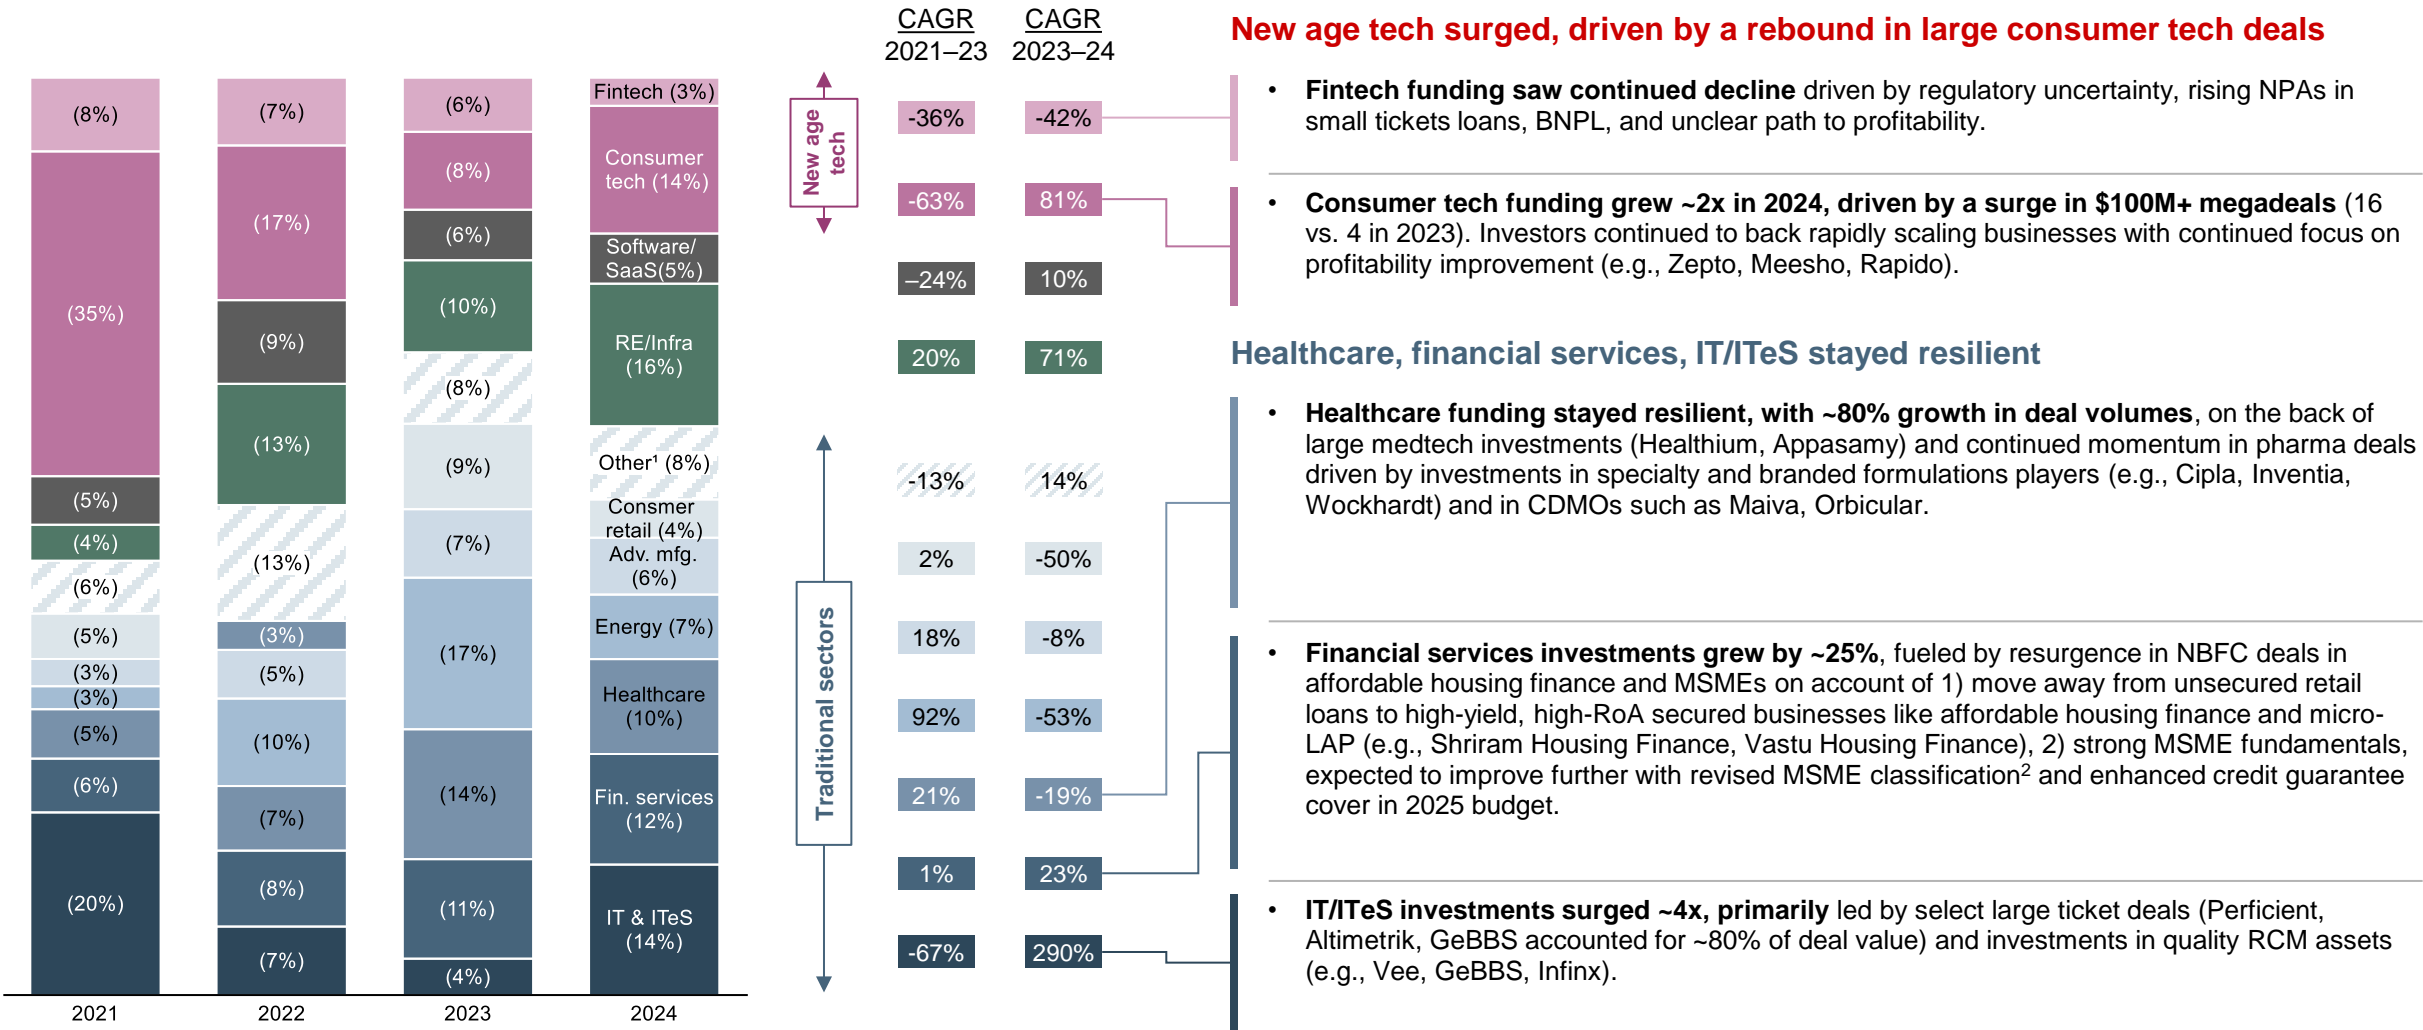 CAGR
2021–23
CAGR
2023–24
New age tech surged, driven by a rebound in large consumer tech deals
(8%)
(35%)
(5%)
(4%)
(6%)
(5%)
(3%)
(3%)
(5%)
(6%)
(20%)
2021
(7%)
(17%)
(9%)
(13%)
(13%)
(3%)
(5%)
(10%)
(7%)
(8%)
(7%)
2022
(6%)
(8%)
(6%)
(10%)
(8%)
(9%)
(7%)
(17%)
(14%)
(11%)
(4%)
2023
Fintech (3%)
Consumer
tech (14%)
Software/
SaaS(5%)
RE/Infra
(16%)
Other¹ (8%)
Consmer
retail (4%)
Adv. mfg.
(6%)
Energy (7%)
Healthcare
(10%)
Fin. services
(12%)
IT & ITeS
(14%)
2024
New age
tech
Traditional sectors
-36%
-42%
-63%
81%
–24%
10%
20%
71%
-13%
14%
2%
-50%
18%
-8%
92%
-53%
21%
-19%
1%
23%
-67%
290%
• Fintech funding saw continued decline driven by regulatory uncertainty, rising NPAs in
small tickets loans, BNPL, and unclear path to profitability.
• Consumer tech funding grew ~2x in 2024, driven by a surge in $100M+ megadeals (16
vs. 4 in 2023). Investors continued to back rapidly scaling businesses with continued focus on
profitability improvement (e.g., Zepto, Meesho, Rapido).
Healthcare, financial services, IT/ITeS stayed resilient
• Healthcare funding stayed resilient, with ~80% growth in deal volumes, on the back of
large medtech investments (Healthium, Appasamy) and continued momentum in pharma deals
driven by investments in specialty and branded formulations players (e.g., Cipla, Inventia,
Wockhardt) and in CDMOs such as Maiva, Orbicular.
• Financial services investments grew by ~25%, fueled by resurgence in NBFC deals in
affordable housing finance and MSMEs on account of 1) move away from unsecured retail
loans to high-yield, high-RoA secured businesses like affordable housing finance and micro-
LAP (e.g., Shriram Housing Finance, Vastu Housing Finance), 2) strong MSME fundamentals,
expected to improve further with revised MSME classification² and enhanced credit guarantee
cover in 2025 budget.
• IT/ITeS investments surged ~4x, primarily led by select large ticket deals (Perficient,
Altimetrik, GeBBS accounted for ~80% of deal value) and investments in quality RCM assets
(e.g., Vee, GeBBS, Infinx).